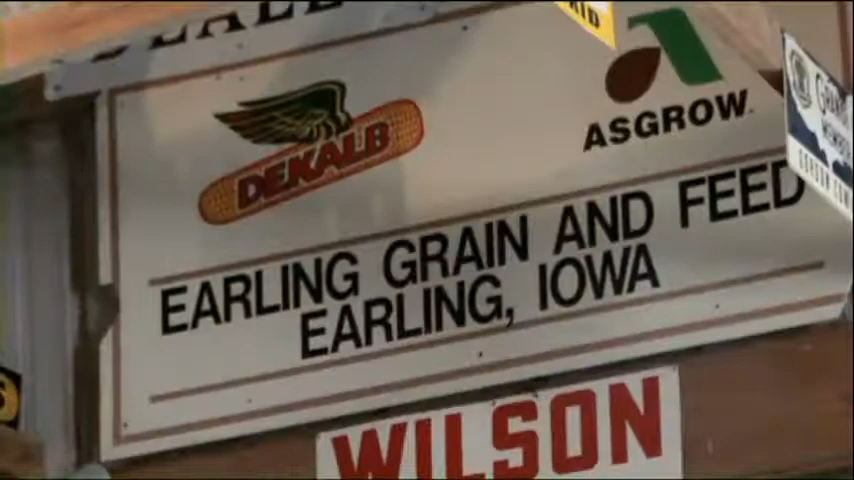 DEKALB
ASGROW
EARLING GRAIN AND FEED
EARLING, IOWA
WILSON